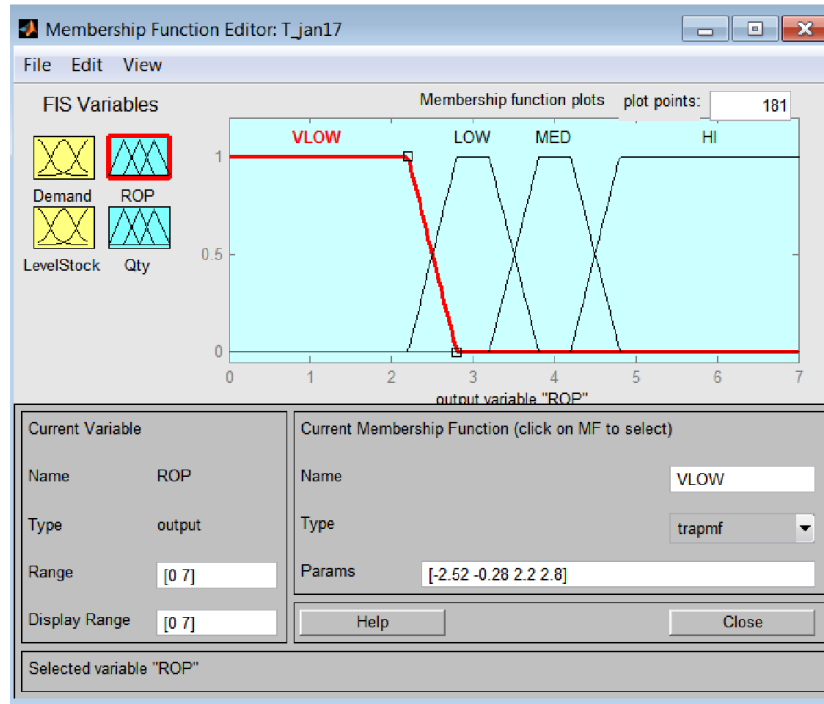 Membership Function Editor: T_jan17
File Edit View
FIS Variables
Demand ROP
LevelStock Qty
Membership function plots plot points: 181
VLOW LOW MED HI
1
0.5
0
0 1 2 3 4 5 6 7
output variable "ROP"
Current Variable
Name ROP
Type output
Range [0 7]
Display Range [0 7]
Current Membership Function (click on MF to select)
Name VLOW
Type trapmf
Params [-2.52 -0.28 2.2 2.8]
Help Close
Selected variable "ROP"